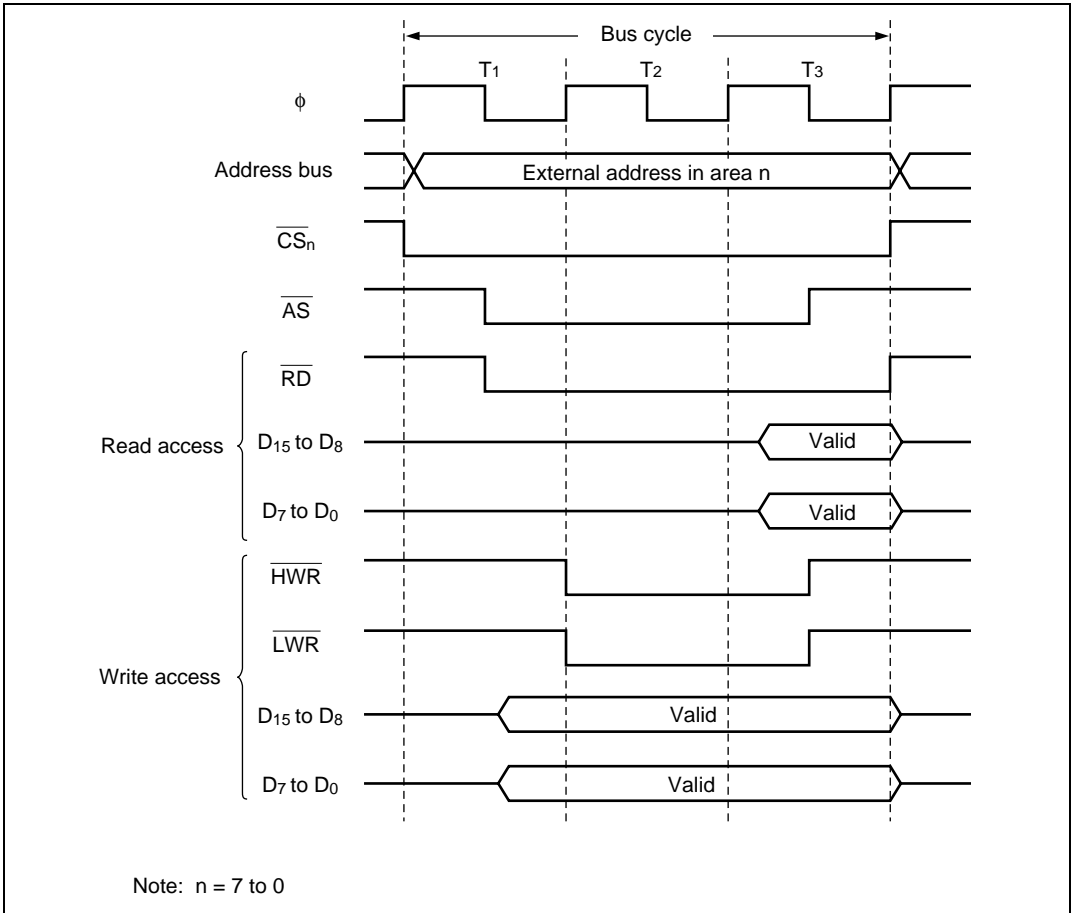 Bus cycle
T1 T2 T3
ϕ
Address bus External address in area n
CSn
AS
RD
Read access
D15 to D8 Valid
D7 to D0 Valid
HWR
LWR
Write access
D15 to D8 Valid
D7 to D0 Valid
Note: n = 7 to 0